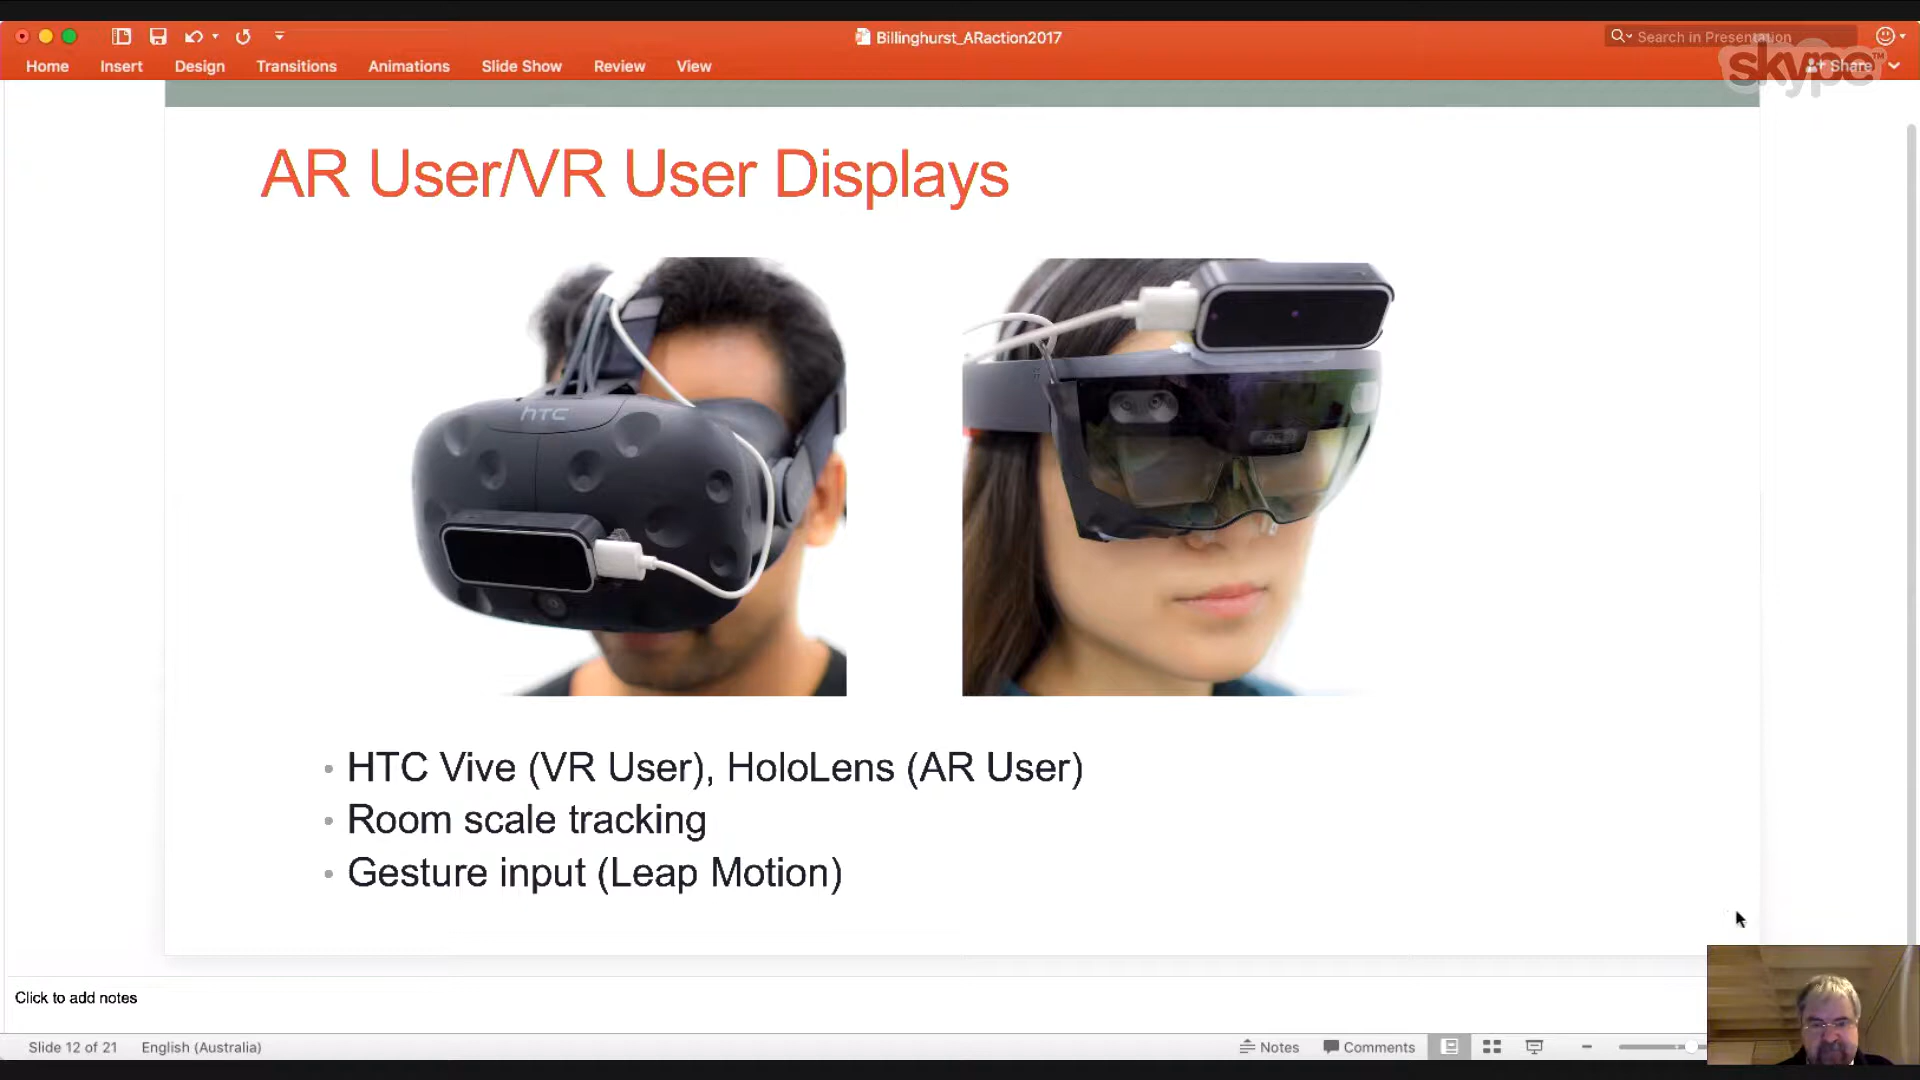 Billinghurst_ARaction2017
Search in Presentation
Home Insert Design Transitions Animations Slide Show Review View
Share
skype™
AR User/VR User Displays
hTC
• HTC Vive (VR User), HoloLens (AR User)
• Room scale tracking
• Gesture input (Leap Motion)
Click to add notes
Slide 12 of 21 English (Australia) Notes Comments